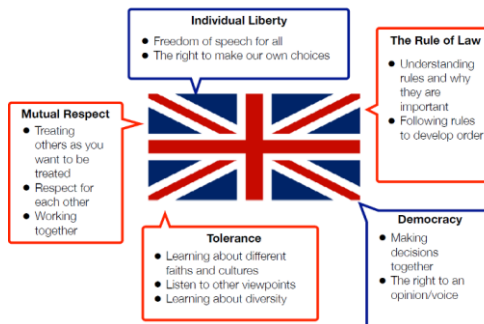 Individual Liberty
● Freedom of speech for all
● The right to make our own choices
The Rule of Law
● Understanding
rules and why
they are
important
● Following rules
to develop order
Mutual Respect
● Treating
others as you
want to be
treated
● Respect for
each other
● Working
together
Tolerance
● Learning about different
faiths and cultures
● Listen to other viewpoints
● Learning about diversity
Democracy
● Making
decisions
together
● The right to an
opinion/voice